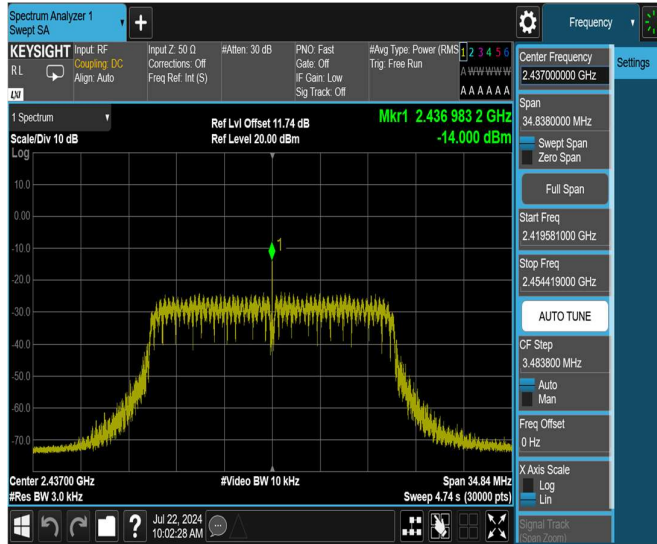 Spectrum Analyzer 1
Swept SA
Frequency
KEYSIGHT
RL
LXI
Input: RF
Coupling: DC
Align: Auto
Input Z: 50 Ω
Corrections: Off
Freq Ref: Int (S)
#Atten: 30 dB
PNO: Fast
Gate: Off
IF Gain: Low
Sig Track: Off
#Avg Type: Power (RMS
Trig: Free Run
1 2 3 4 5 6
A W W W W W
A A A A A A
Center Frequency
2.437000000 GHz
Settings
Span
34.8380000 MHz
Swept Span
Zero Span
Full Span
Start Freq
2.419581000 GHz
Stop Freq
2.454419000 GHz
AUTO TUNE
CF Step
3.483800 MHz
Auto
Man
Freq Offset
0 Hz
X Axis Scale
Log
Lin
Signal Track
(Span Zoom)
1 Spectrum
Scale/Div 10 dB
Log
Ref Lvl Offset 11.74 dB
Ref Level 20.00 dBm
Mkr1 2.436 983 2 GHz
-14.000 dBm
10.0
0.00
-10.0
-20.0
-30.0
-40.0
-50.0
-60.0
-70.0
1
Center 2.43700 GHz
#Res BW 3.0 kHz
#Video BW 10 kHz
Span 34.84 MHz
Sweep 4.74 s (30000 pts)
?
Jul 22, 2024
10:02:28 AM